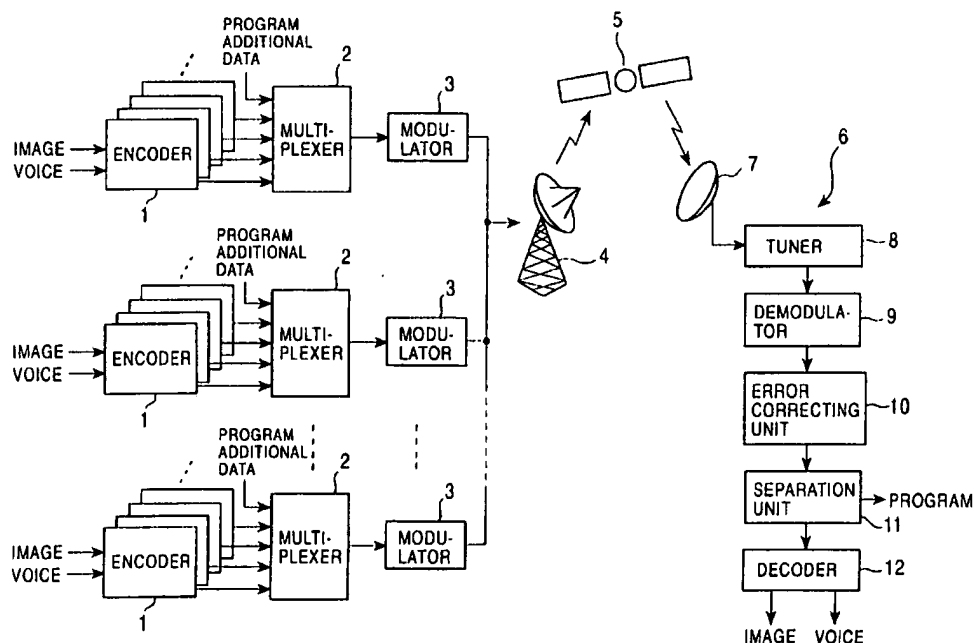 PROGRAM
ADDITIONAL
DATA
2
3
IMAGE
VOICE
ENCODER
MULTI-
PLEXER
MODU-
LATOR
1
PROGRAM
ADDITIONAL
DATA
2
3
IMAGE
VOICE
ENCODER
MULTI-
PLEXER
MODU-
LATOR
1
PROGRAM
ADDITIONAL
DATA
2
3
IMAGE
VOICE
ENCODER
MULTI-
PLEXER
MODU-
LATOR
1
4
5
7
6
TUNER
8
DEMODULA-
TOR
9
ERROR
CORRECTING
UNIT
10
SEPARATION
UNIT
PROGRAM
11
DECODER
12
IMAGE VOICE